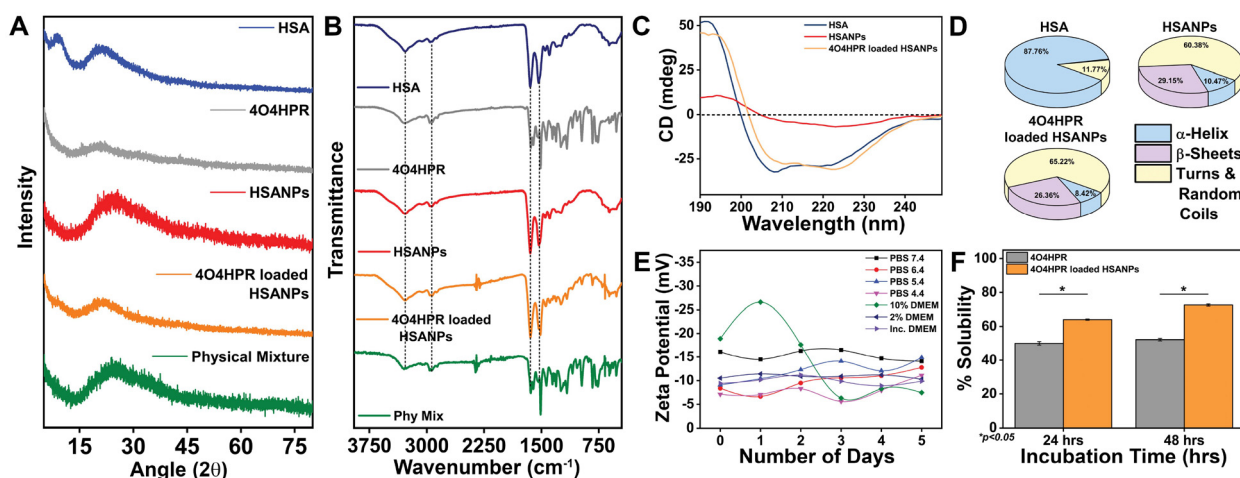 A
HSA
4O4HPR
HSANPs
4O4HPR loaded
HSANPs
Physical Mixture
Intensity
15
30
45
60
75
Angle (2θ)
B
HSA
4O4HPR
HSANPs
4O4HPR loaded
HSANPs
Phy Mix
Transmittance
3750
3000
2250
1500
750
Wavenumber (cm⁻¹)
C
HSA
HSANPs
4O4HPR loaded HSANPs
CD (mdeg)
50
25
0
-25
190
200
210
220
230
240
Wavelength (nm)
D
HSA
87.76%
11.77%
HSANPs
60.38%
29.15%
10.47%
4O4HPR
loaded HSANPs
65.22%
26.36%
8.42%
α-Helix
β-Sheets
Turns &
Random
Coils
E
Zeta Potential (mV)
-35
-30
-25
-20
-15
-10
-5
0
PBS 7.4
PBS 6.4
PBS 5.4
PBS 4.4
10% DMEM
2% DMEM
Inc. DMEM
0
1
2
3
4
5
Number of Days
F
4O4HPR
4O4HPR loaded HSANPs
% Solubility
100
80
60
40
20
0
*
*
*p<0.05
24 hrs
48 hrs
Incubation Time (hrs)